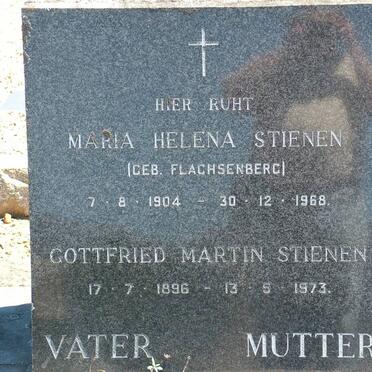 HIER RUHT
MARIA HELENA STIENEN
(GEB. FLACHSENBERG)
7 · 8 · 1904 – 30 · 12 · 1968.
GOTTFRIED MARTIN STIENEN
17 · 7 · 1896 – 13 · 5 · 1973.
VATER MUTTER